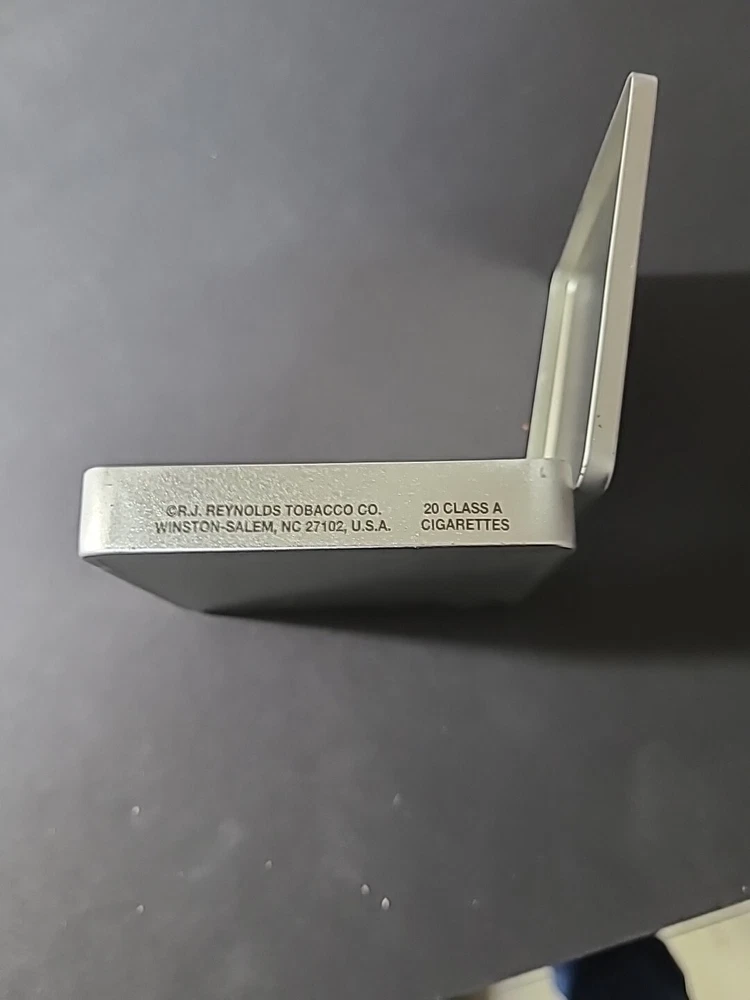 ©R.J. REYNOLDS TOBACCO CO.
WINSTON-SALEM, NC 27102, U.S.A.
20 CLASS A
CIGARETTES